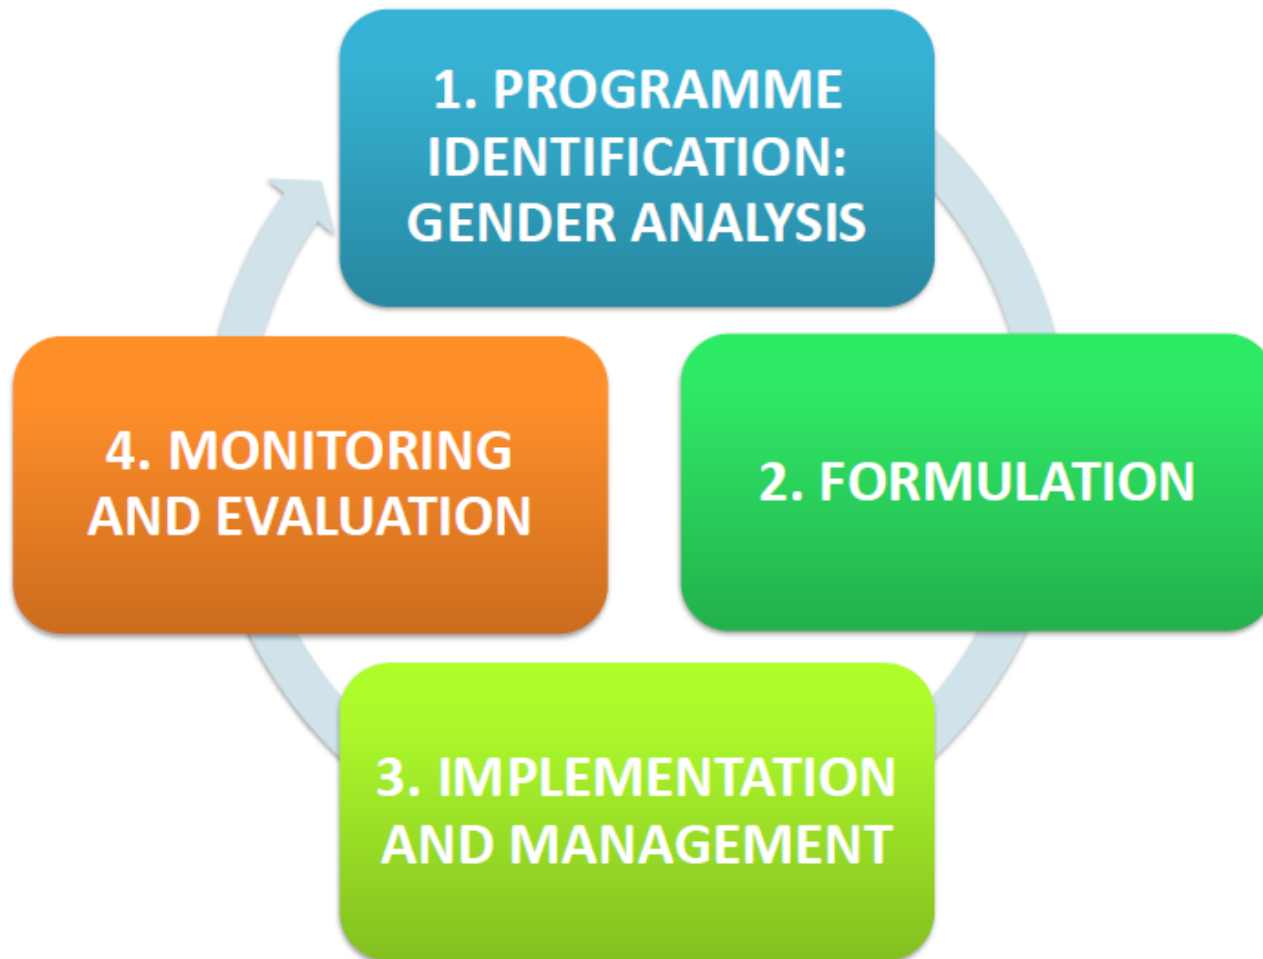 1. PROGRAMME
IDENTIFICATION:
GENDER ANALYSIS
2. FORMULATION
3. IMPLEMENTATION
AND MANAGEMENT
4. MONITORING
AND EVALUATION